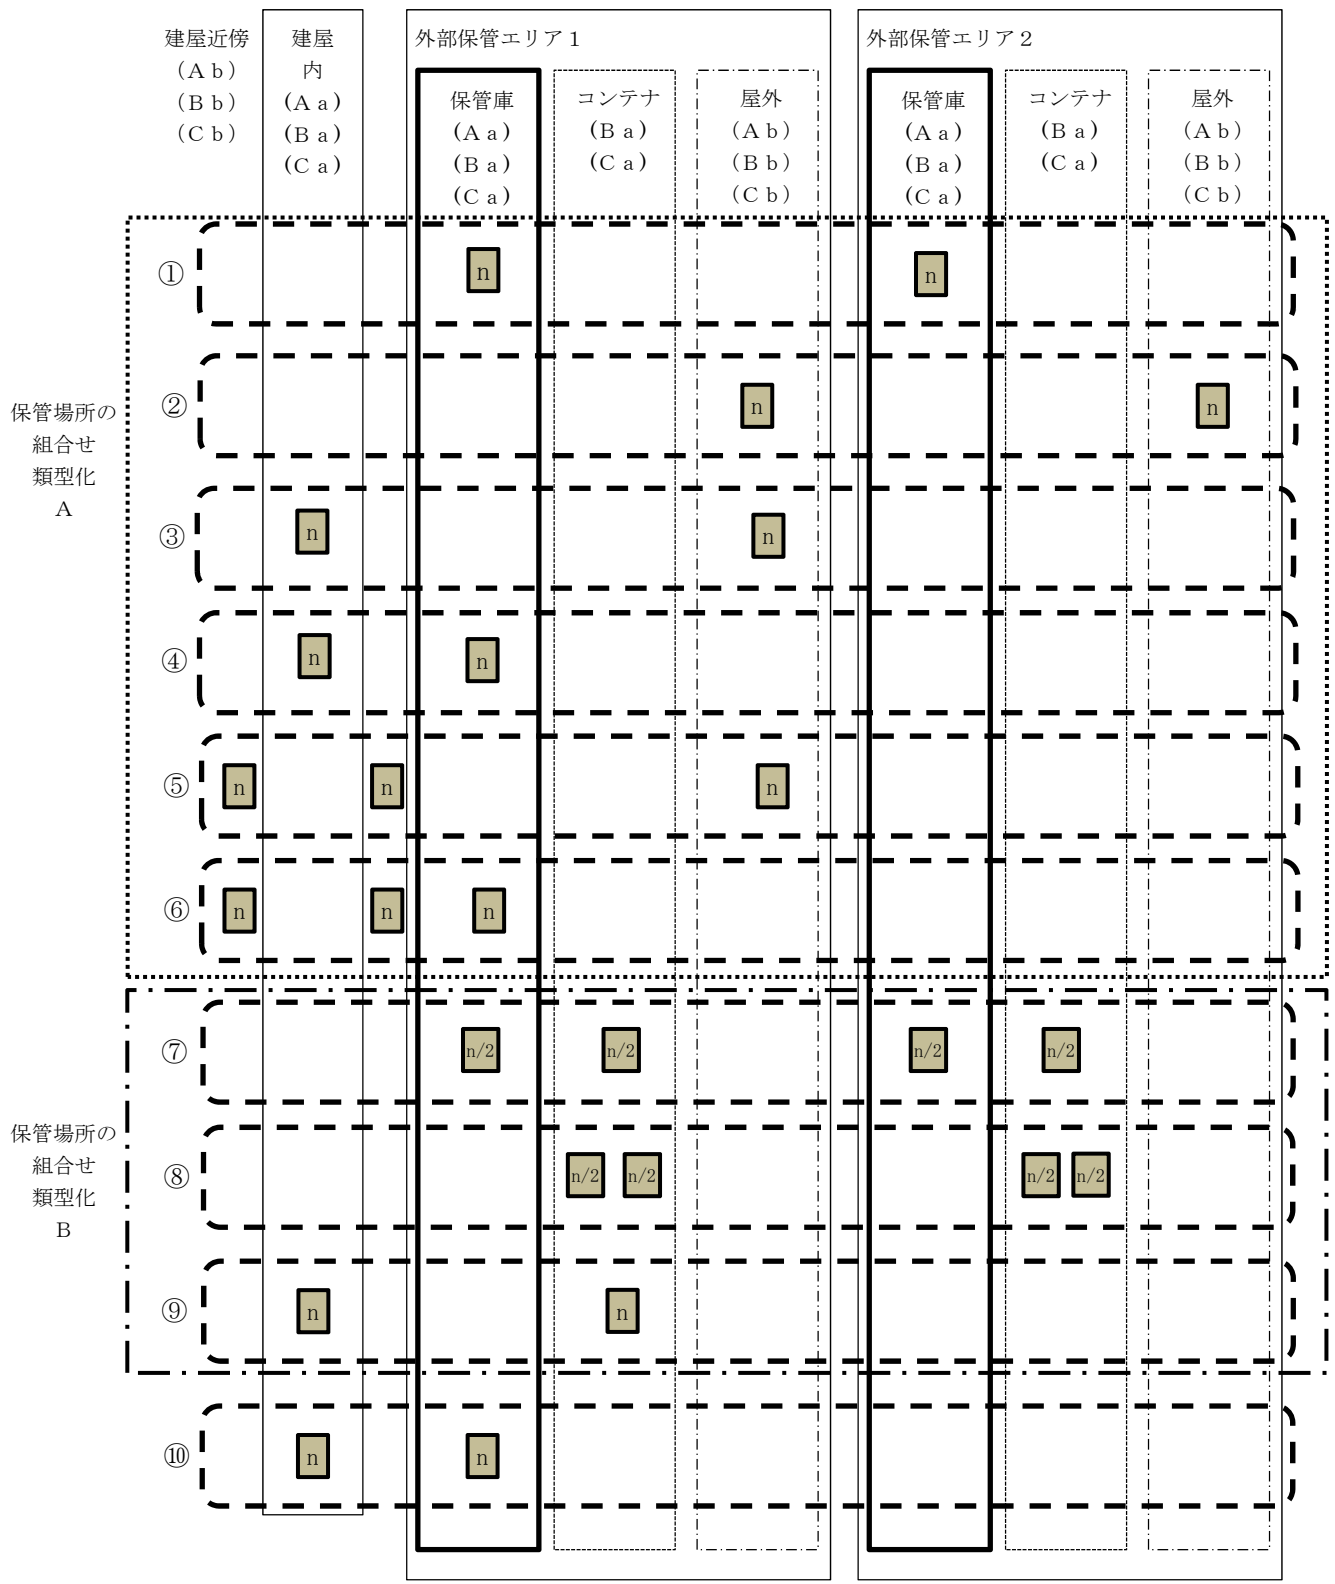 建屋近傍
（Ａｂ）
（Ｂｂ）
（Ｃｂ）
建屋
内
(Ａａ)
(Ｂａ)
(Ｃａ)
外部保管エリア１
保管庫
(Ａａ)
(Ｂａ)
(Ｃａ)
コンテナ
(Ｂａ)
(Ｃａ)
屋外
（Ａｂ）
（Ｂｂ）
（Ｃｂ）
外部保管エリア２
保管庫
(Ａａ)
(Ｂａ)
(Ｃａ)
コンテナ
(Ｂａ)
(Ｃａ)
屋外
（Ａｂ）
（Ｂｂ）
（Ｃｂ）
保管場所の
組合せ
類型化
Ａ
① n n
② n n
③ n n
④ n n
⑤ n n n
⑥ n n n
保管場所の
組合せ
類型化
Ｂ
⑦ n/2 n/2 n/2 n/2
⑧ n/2 n/2 n/2 n/2
⑨ n n
⑩ n n